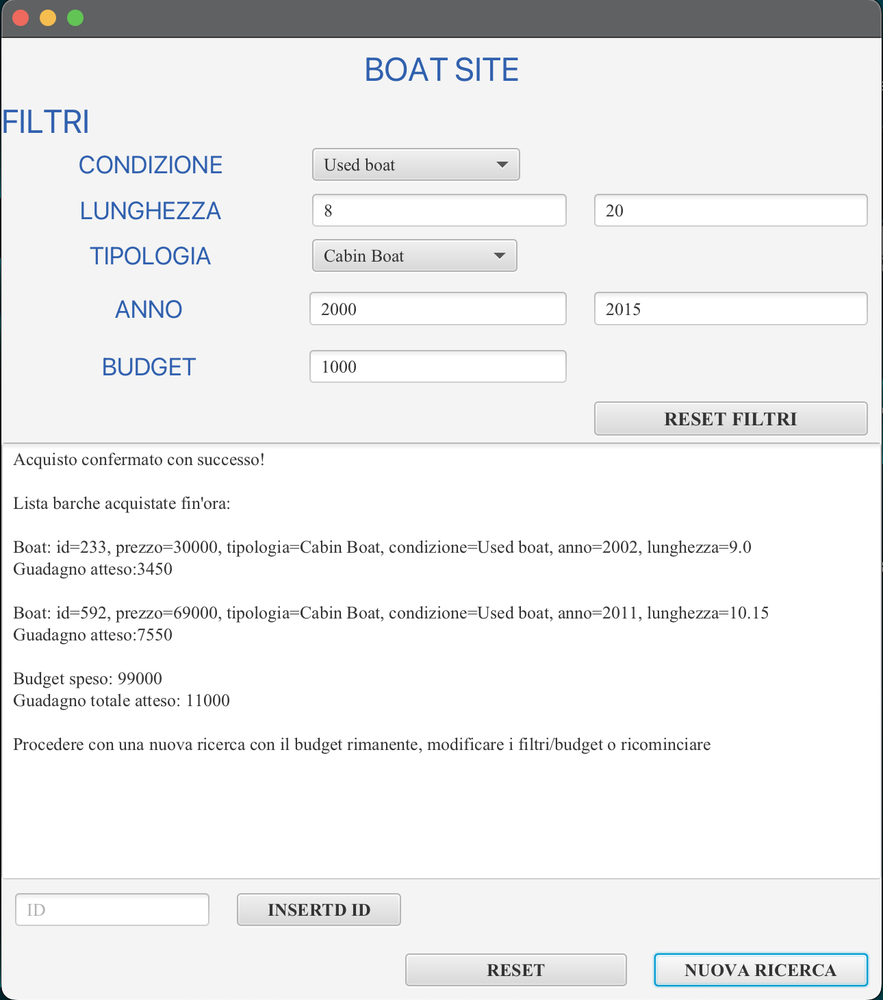 BOAT SITE
FILTRI
CONDIZIONE Used boat
LUNGHEZZA 8 20
TIPOLOGIA Cabin Boat
ANNO 2000 2015
BUDGET 1000
RESET FILTRI
Acquisto confermato con successo!
Lista barche acquistate fin'ora:
Boat: id=233, prezzo=30000, tipologia=Cabin Boat, condizione=Used boat, anno=2002, lunghezza=9.0
Guadagno atteso:3450
Boat: id=592, prezzo=69000, tipologia=Cabin Boat, condizione=Used boat, anno=2011, lunghezza=10.15
Guadagno atteso:7550
Budget speso: 99000
Guadagno totale atteso: 11000
Procedere con una nuova ricerca con il budget rimanente, modificare i filtri/budget o ricominciare
ID INSERTD ID
RESET NUOVA RICERCA